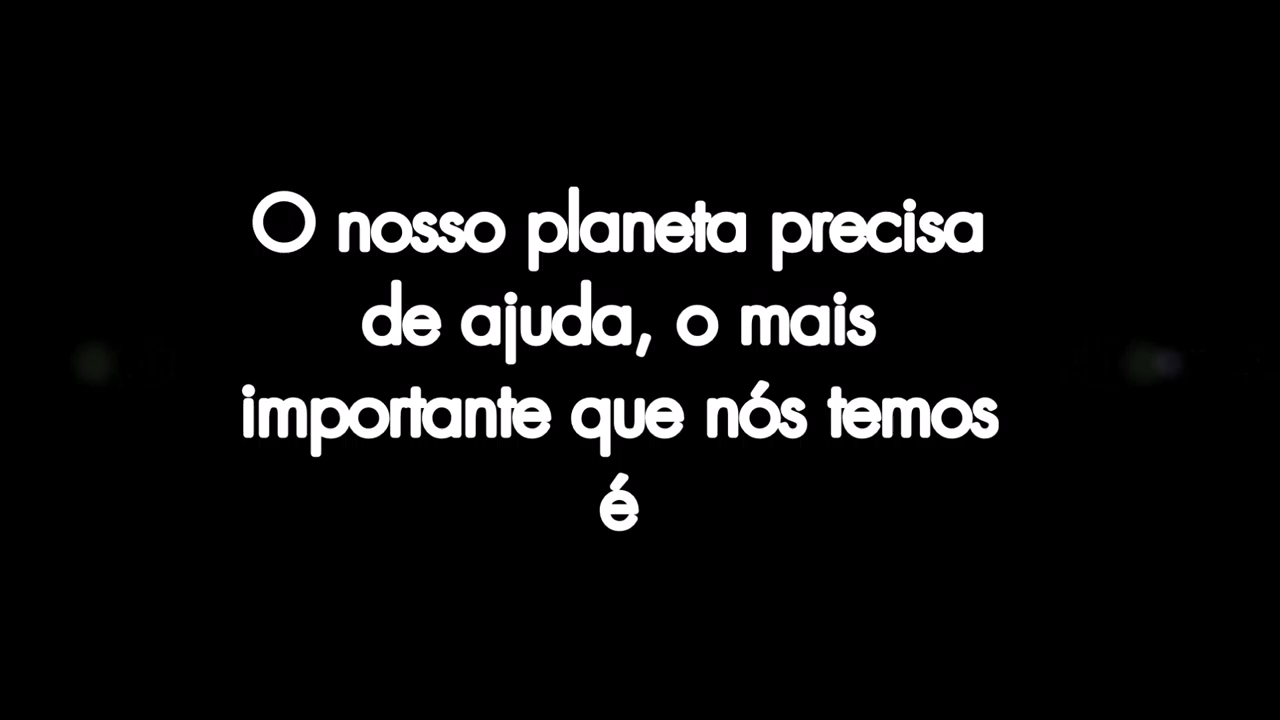 O nosso planeta precisa
de ajuda, o mais
importante que nós temos
é